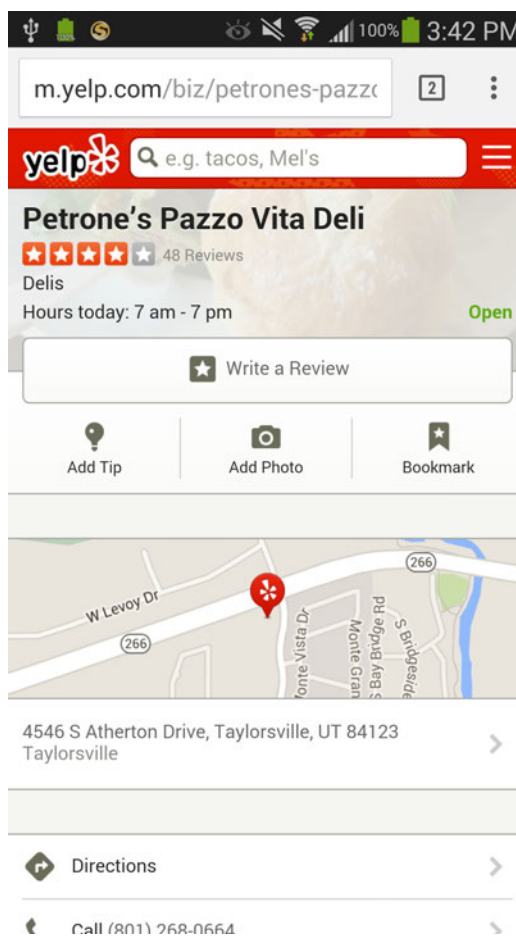 100% 3:42 PM
m.yelp.com/biz/petrones-pazzo
2
yelp e.g. tacos, Mel's
Petrone's Pazzo Vita Deli
48 Reviews
Delis
Hours today: 7 am - 7 pm Open
Write a Review
Add Tip Add Photo Bookmark
266
W Levoy Dr
266
onte Vista Dr
Monte Gran
S Bay Bridge Rd
S Bridgeside
4546 S Atherton Drive, Taylorsville, UT 84123
Taylorsville
Directions
Call (801) 268-0664